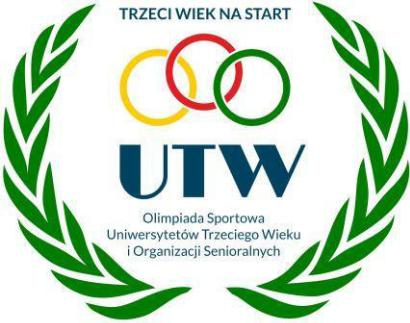 TRZECI WIEK NA START
UTW
Olimpiada Sportowa
Uniwersytetów Trzeciego Wieku
i Organizacji Senioralnych